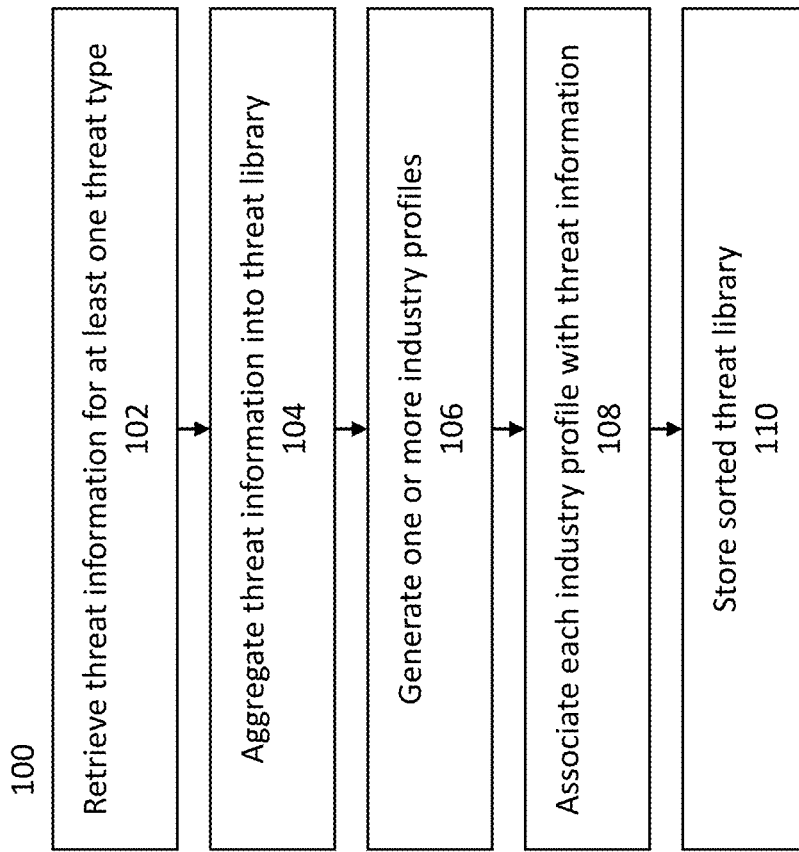 100
Retrieve threat information for at least one threat type
102
Aggregate threat information into threat library
104
Generate one or more industry profiles
106
Associate each industry profile with threat information
108
Store sorted threat library
110